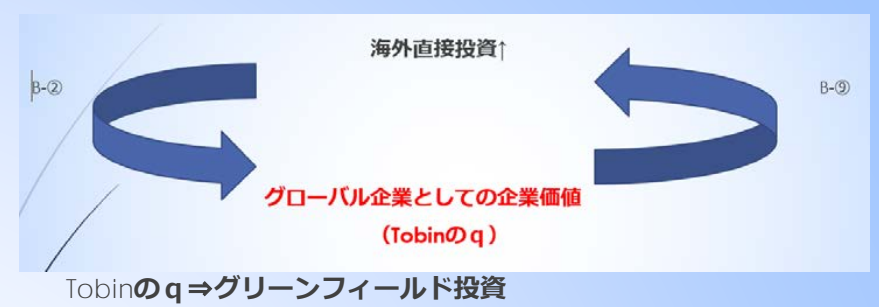 海外直接投資↑
B-②
B-⑨
グローバル企業としての企業価値
（Tobinのｑ）
Tobinのｑ⇒グリーンフィールド投資